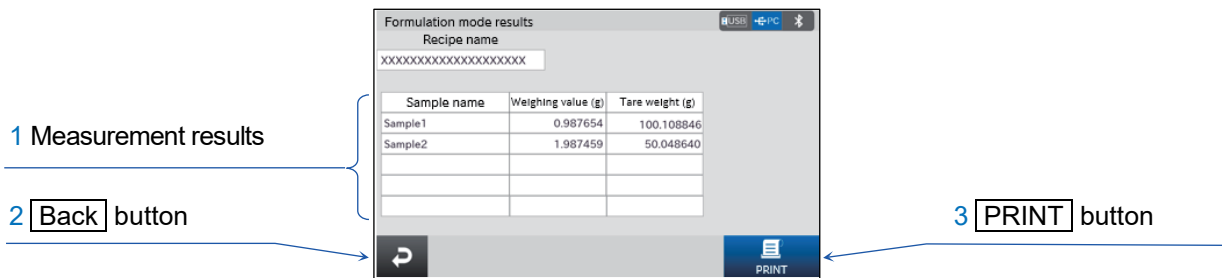 Formulation mode results
USB PC
Recipe name
XXXXXXXXXXXXXXXXXXXX
Sample name Weighing value (g) Tare weight (g)
Sample1 0.987654 100.108846
Sample2 1.987459 50.048640
1 Measurement results
2 Back button
3 PRINT button
PRINT